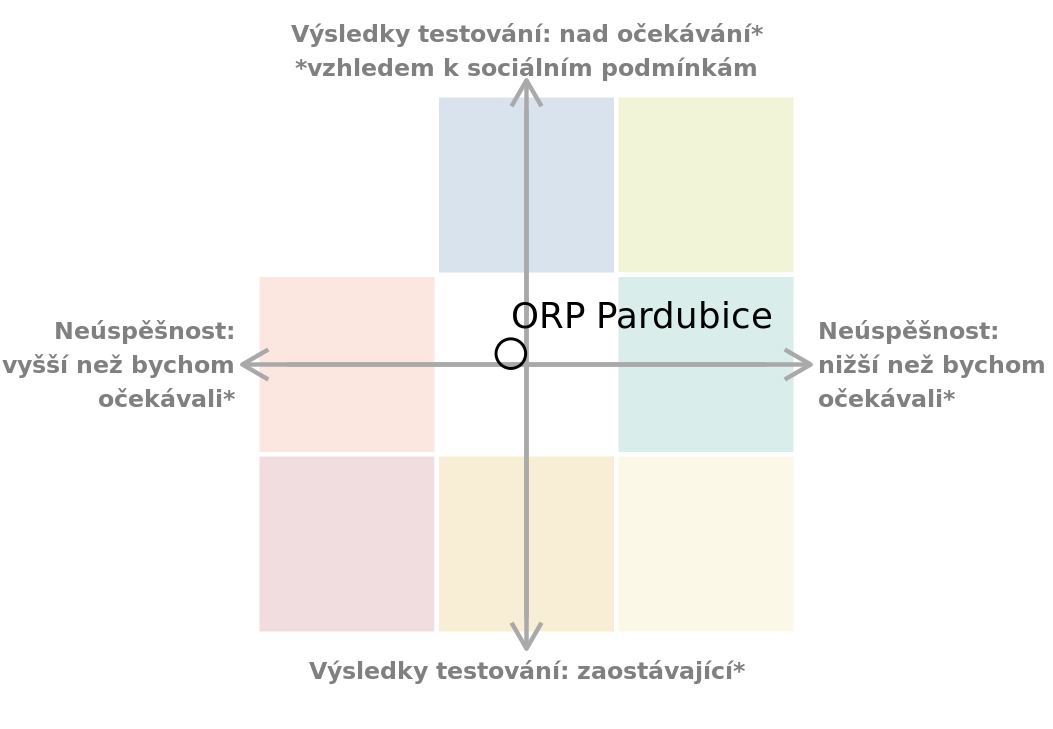 Výsledky testování: nad očekávání*
*vzhledem k sociálním podmínkám
ORP Pardubice
Neúspěšnost:
vyšší než bychom
očekávali*
Neúspěšnost:
nižší než bychom
očekávali*
Výsledky testování: zaostávající*